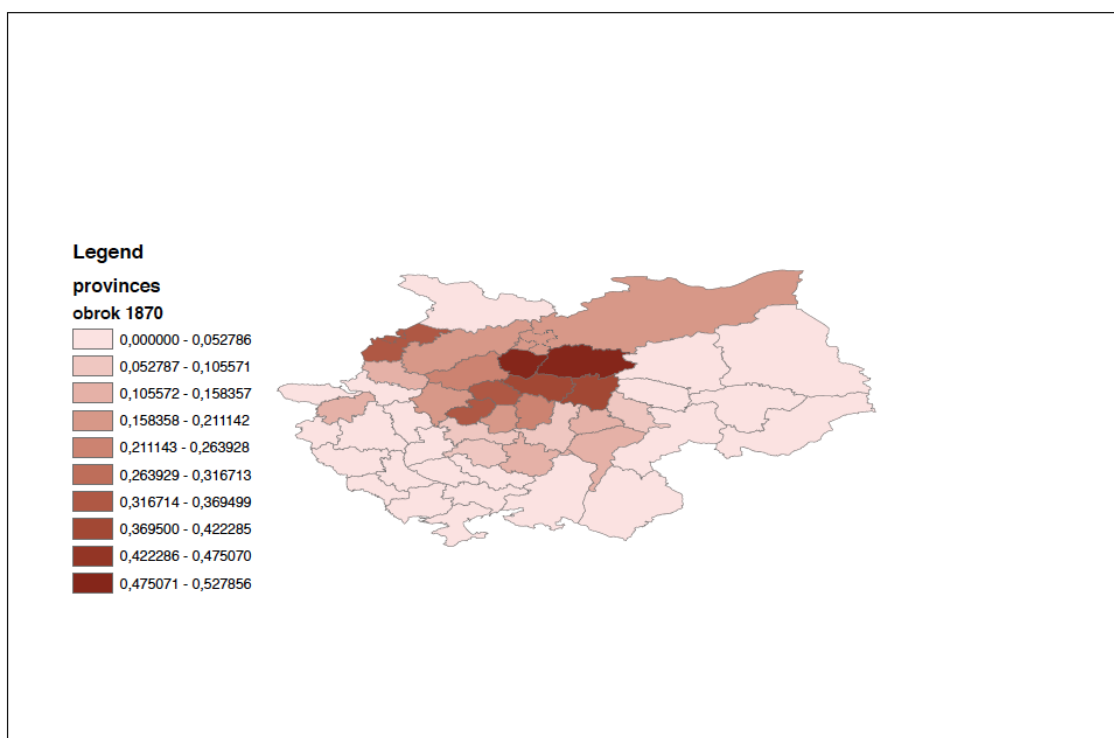 Legend
provinces
obrok 1870
0,000000 - 0,052786
0,052787 - 0,105571
0,105572 - 0,158357
0,158358 - 0,211142
0,211143 - 0,263928
0,263929 - 0,316713
0,316714 - 0,369499
0,369500 - 0,422285
0,422286 - 0,475070
0,475071 - 0,527856